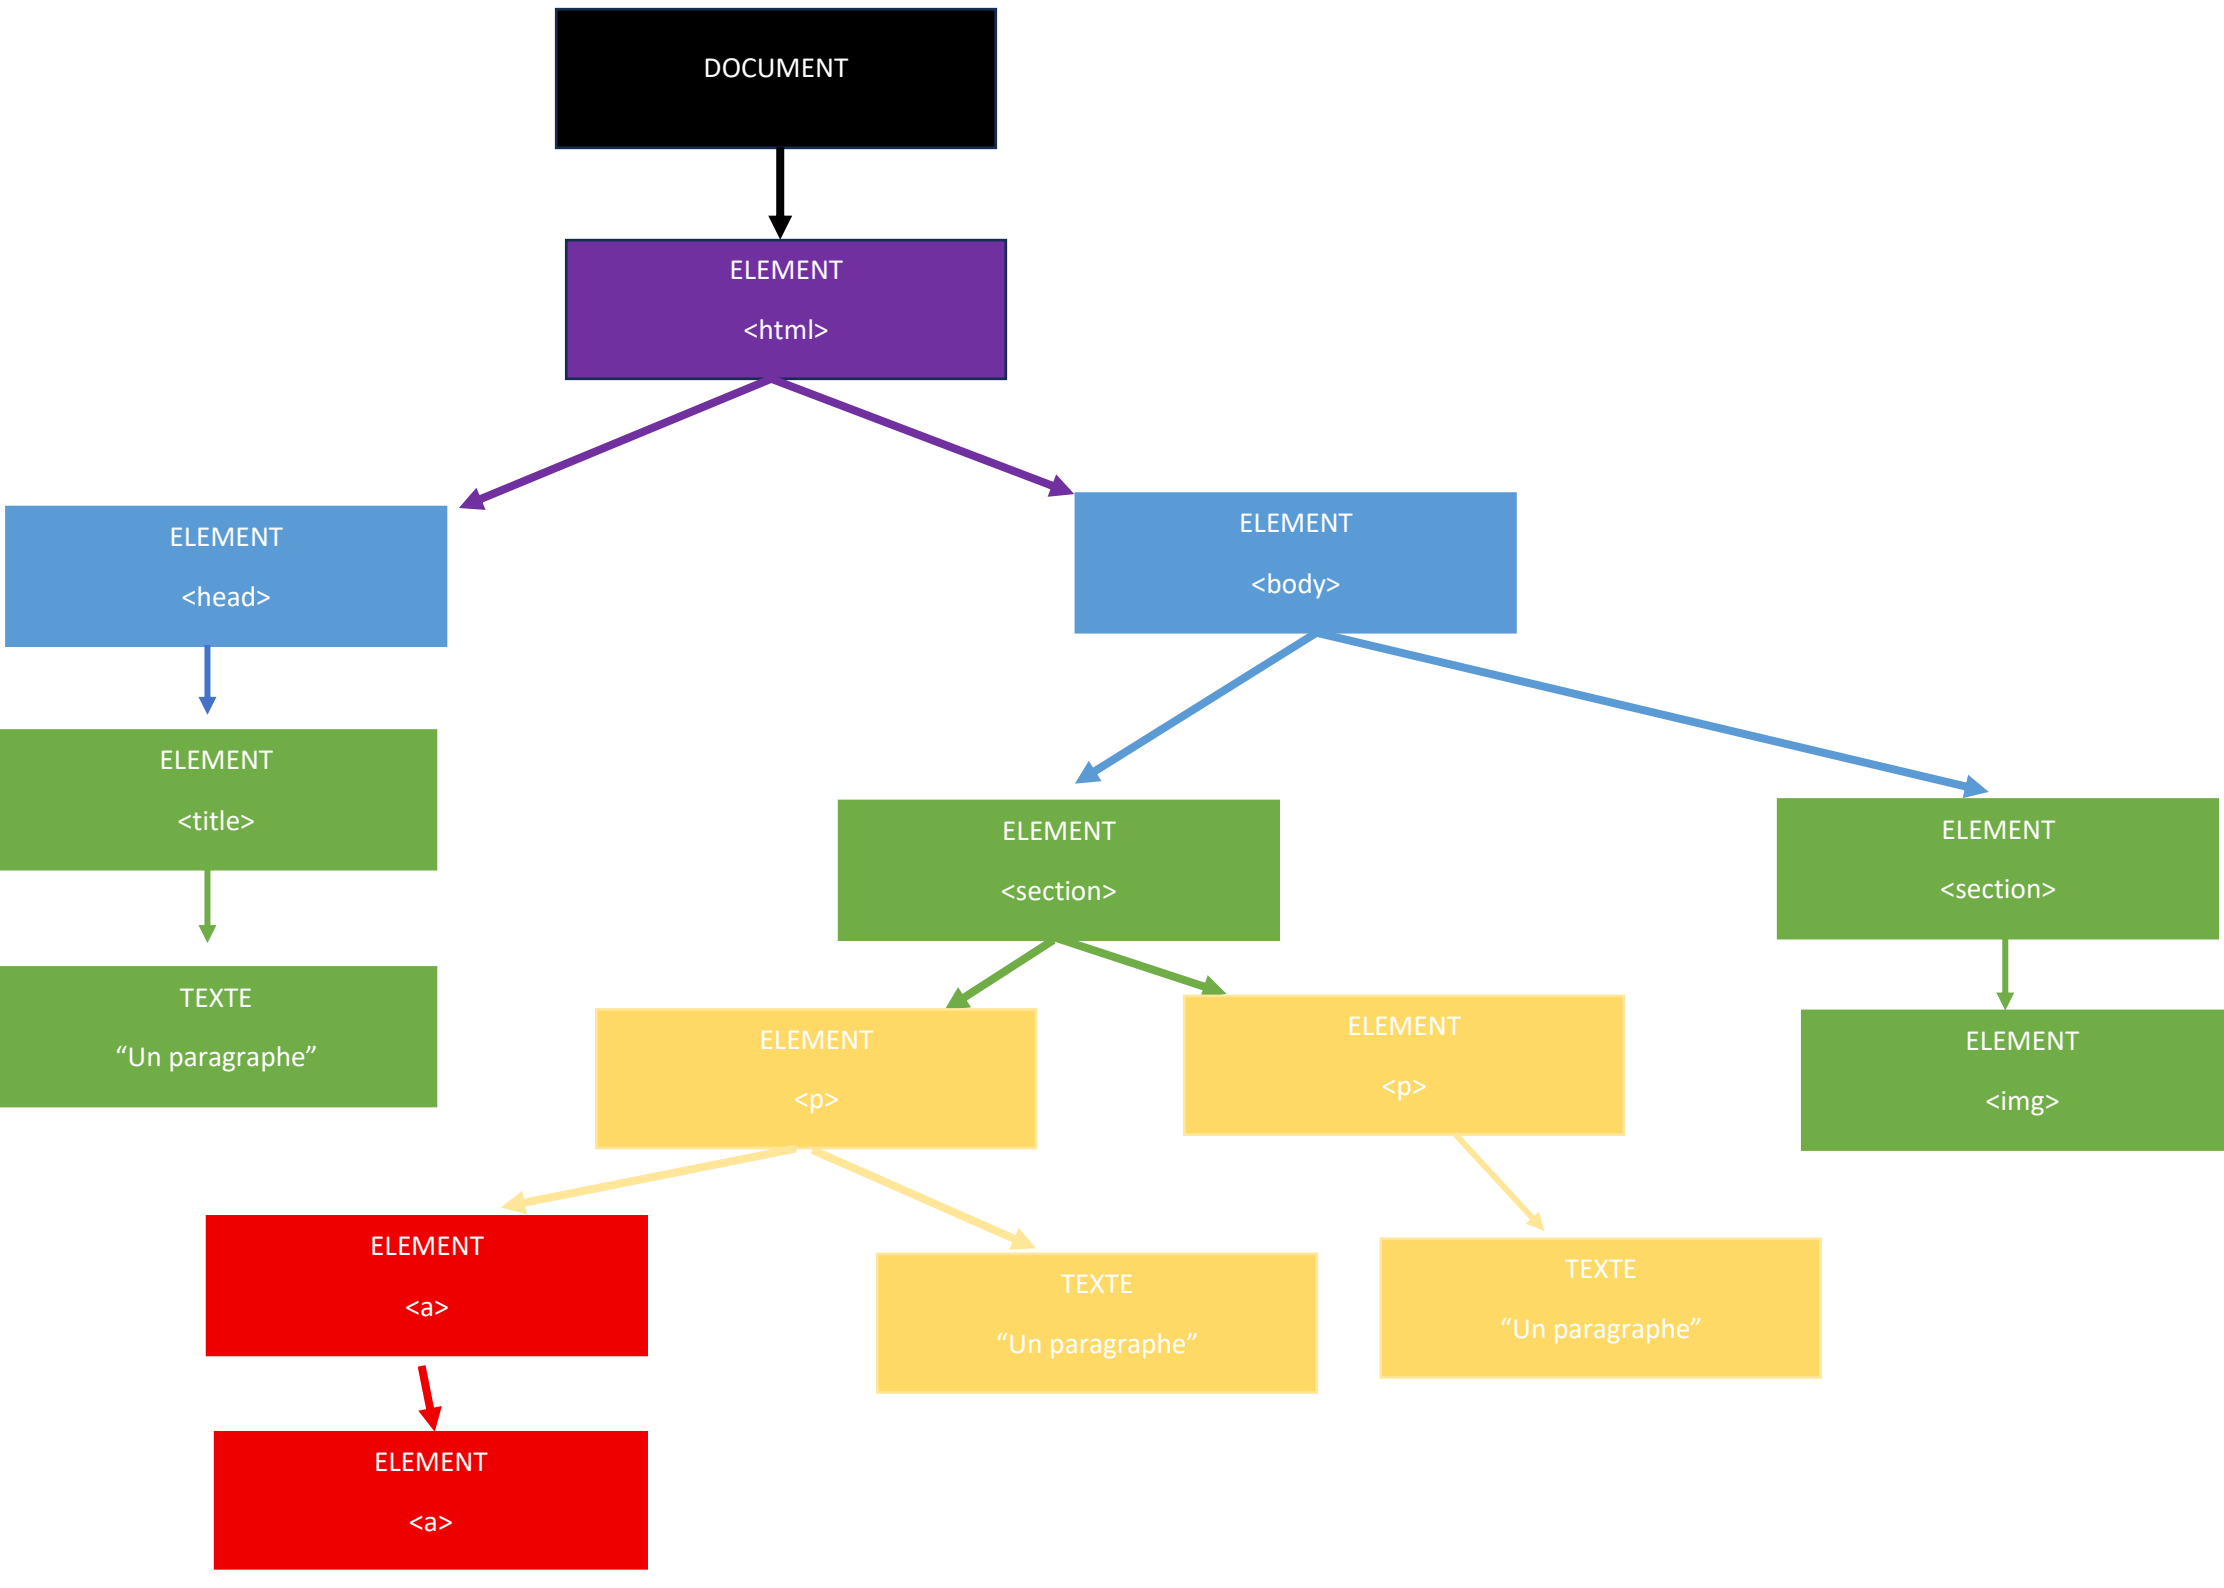 DOCUMENT
ELEMENT
<html>
ELEMENT
<head>
ELEMENT
<body>
ELEMENT
<title>
ELEMENT
<section>
ELEMENT
<section>
TEXTE
“Un paragraphe”
ELEMENT
<p>
ELEMENT
<p>
ELEMENT
<img>
ELEMENT
<a>
TEXTE
“Un paragraphe”
TEXTE
“Un paragraphe”
ELEMENT
<a>